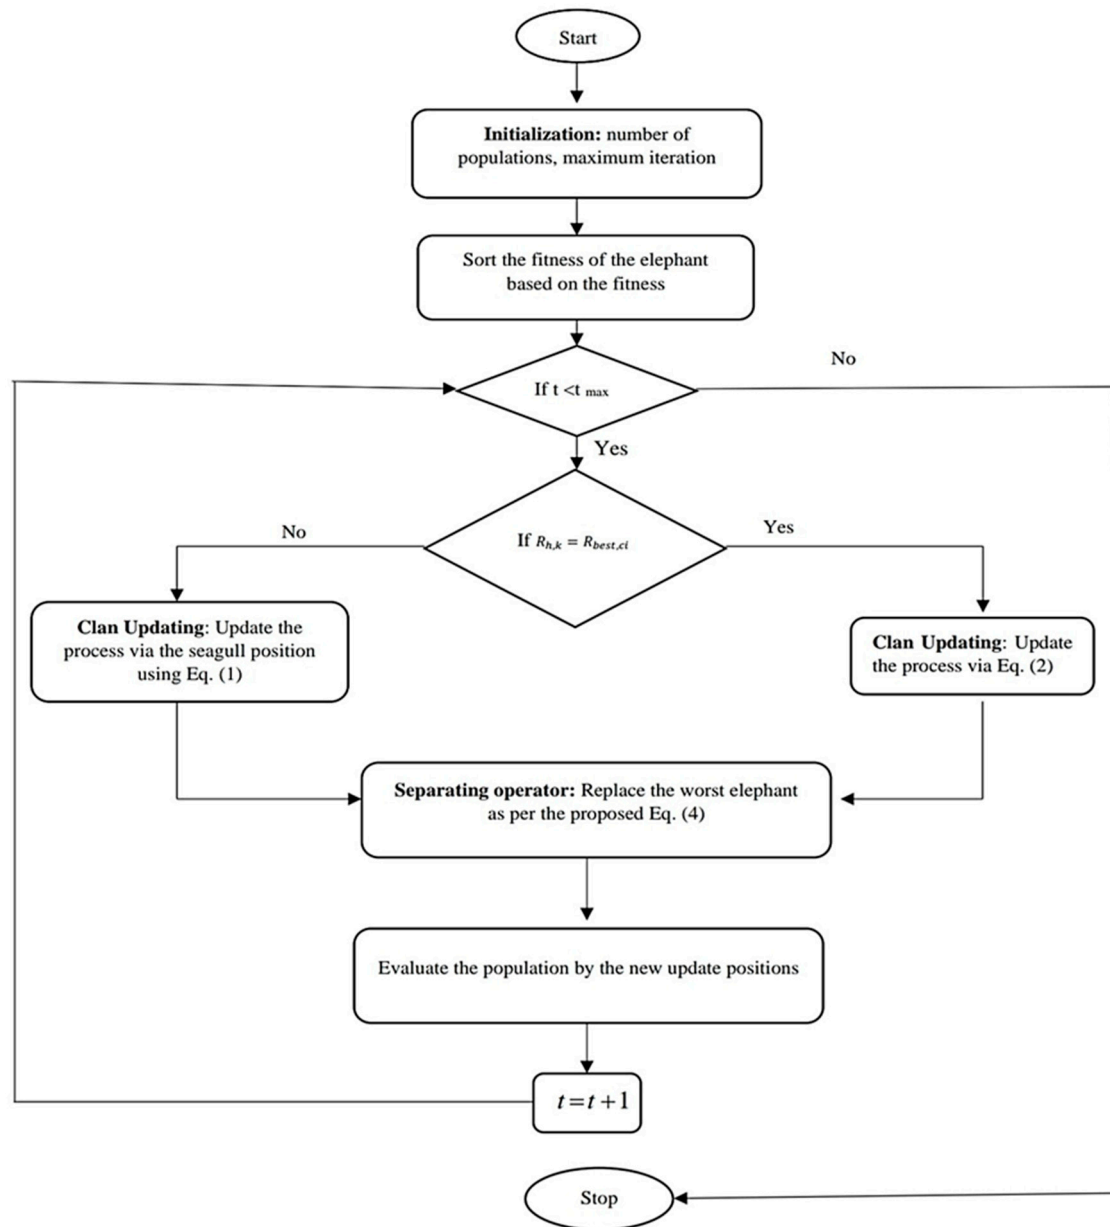 Start
Initialization: number of
populations, maximum iteration
Sort the fitness of the elephant
based on the fitness
No
If t <t max
Yes
No
If R_{h,k} = R_{best,ci}
Yes
Clan Updating: Update the
process via the seagull position
using Eq. (1)
Clan Updating: Update
the process via Eq. (2)
Separating operator: Replace the worst elephant
as per the proposed Eq. (4)
Evaluate the population by the new update positions
t=t+1
Stop